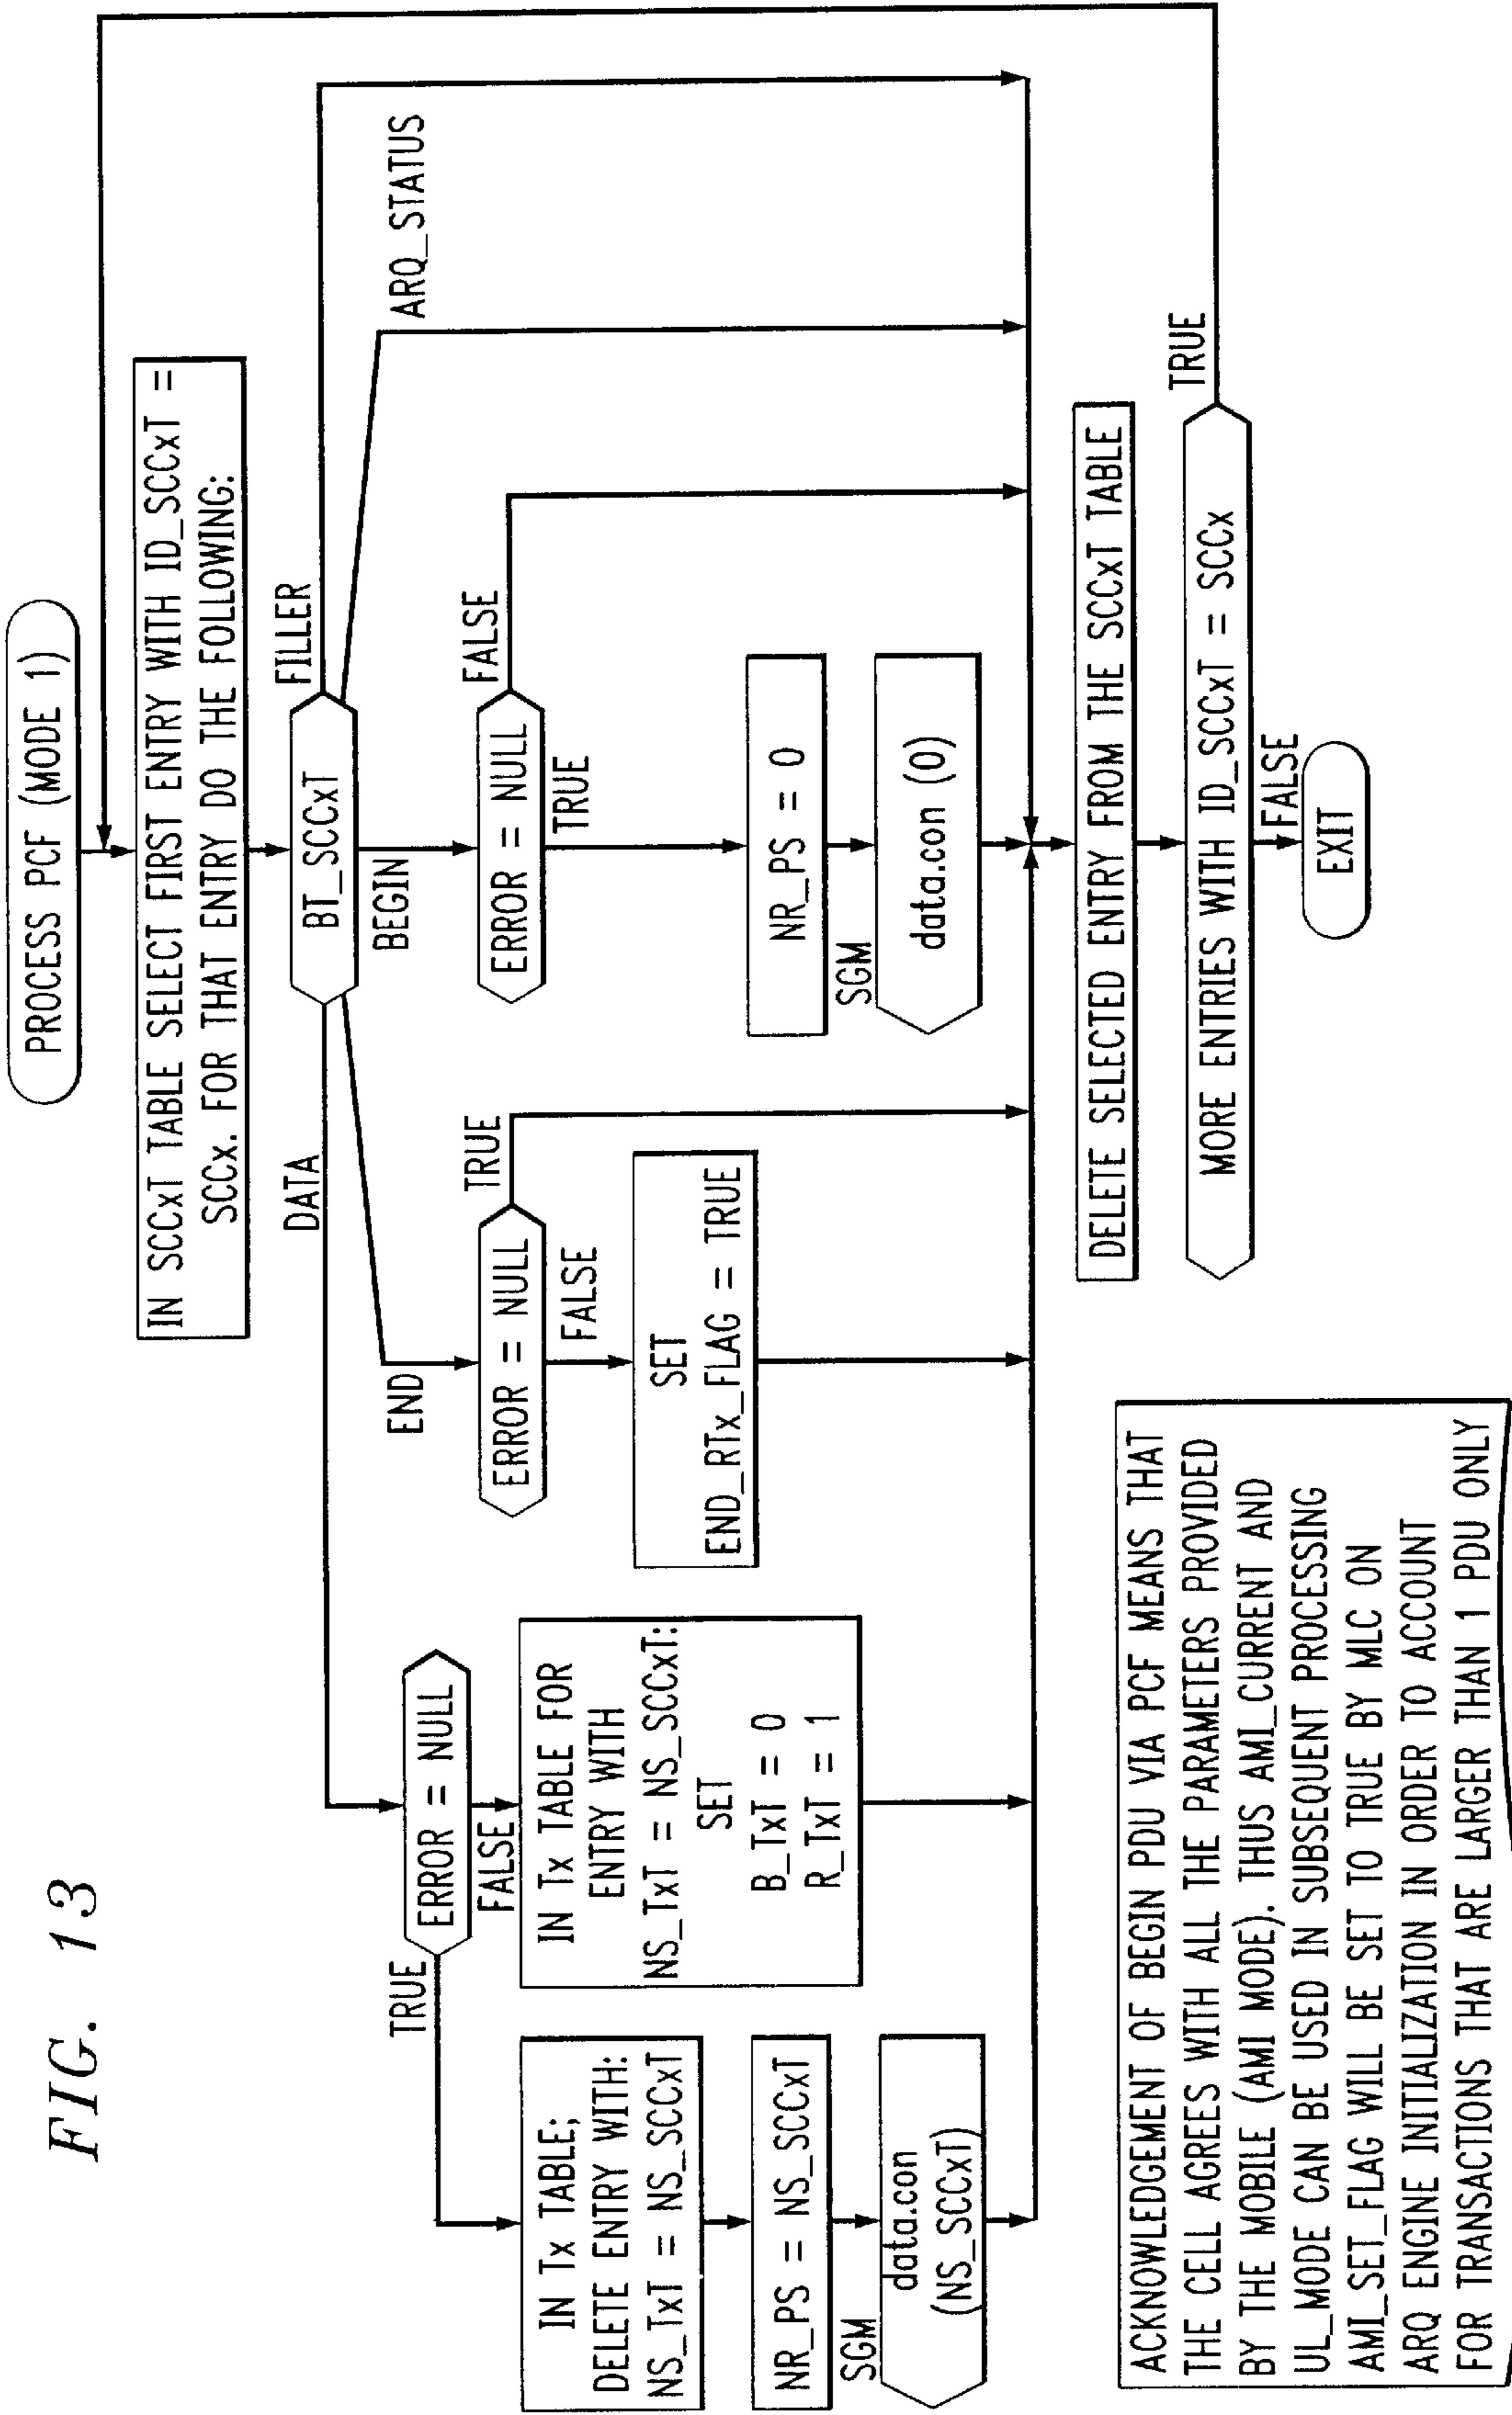 FIG. 13
PROCESS PCF (MODE 1)
IN SCCxT TABLE SELECT FIRST ENTRY WITH ID_SCCxT =
SCCx. FOR THAT ENTRY DO THE FOLLOWING:
BT_SCCxT
DATA
END
BEGIN
FILLER
ARQ_STATUS
ERROR = NULL
TRUE
FALSE
IN Tx TABLE;
DELETE ENTRY WITH:
NS_TxT = NS_SCCxT
NR_PS = NS_SCCxT
SGM
data.con
(NS_SCCxT)
IN Tx TABLE FOR
ENTRY WITH
NS_TxT = NS_SCCxT:
SET
B_TxT = 0
R_TxT = 1
ERROR = NULL
TRUE
FALSE
SET
END_RTx_FLAG = TRUE
ERROR = NULL
FALSE
TRUE
NR_PS = 0
SGM
data.con (0)
DELETE SELECTED ENTRY FROM THE SCCxT TABLE
MORE ENTRIES WITH ID_SCCxT = SCCx
TRUE
FALSE
EXIT
ACKNOWLEDGEMENT OF BEGIN PDU VIA PCF MEANS THAT
THE CELL AGREES WITH ALL THE PARAMETERS PROVIDED
BY THE MOBILE (AMI MODE). THUS AMI_CURRENT AND
UL_MODE CAN BE USED IN SUBSEQUENT PROCESSING
AMI_SET_FLAG WILL BE SET TO TRUE BY MLC ON
ARQ ENGINE INITIALIZATION IN ORDER TO ACCOUNT
FOR TRANSACTIONS THAT ARE LARGER THAN 1 PDU ONLY